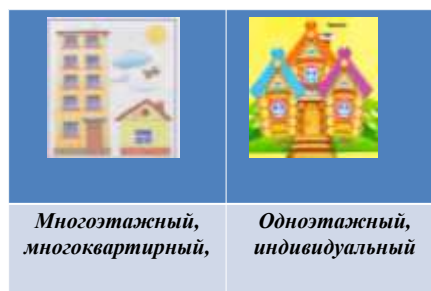 Многоэтажный,
многоквартирный,
Одноэтажный,
индивидуальный